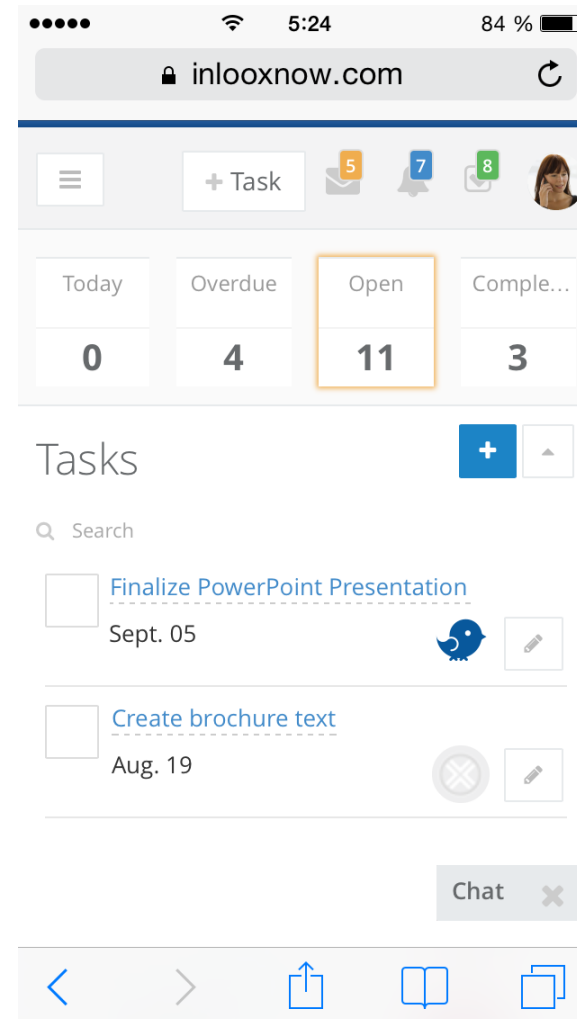 5:24 84 %
inlooxnow.com
+ Task 5 7 8
Today Overdue Open Comple...
0 4 11 3
Tasks
Search
Finalize PowerPoint Presentation
Sept. 05
Create brochure text
Aug. 19
Chat